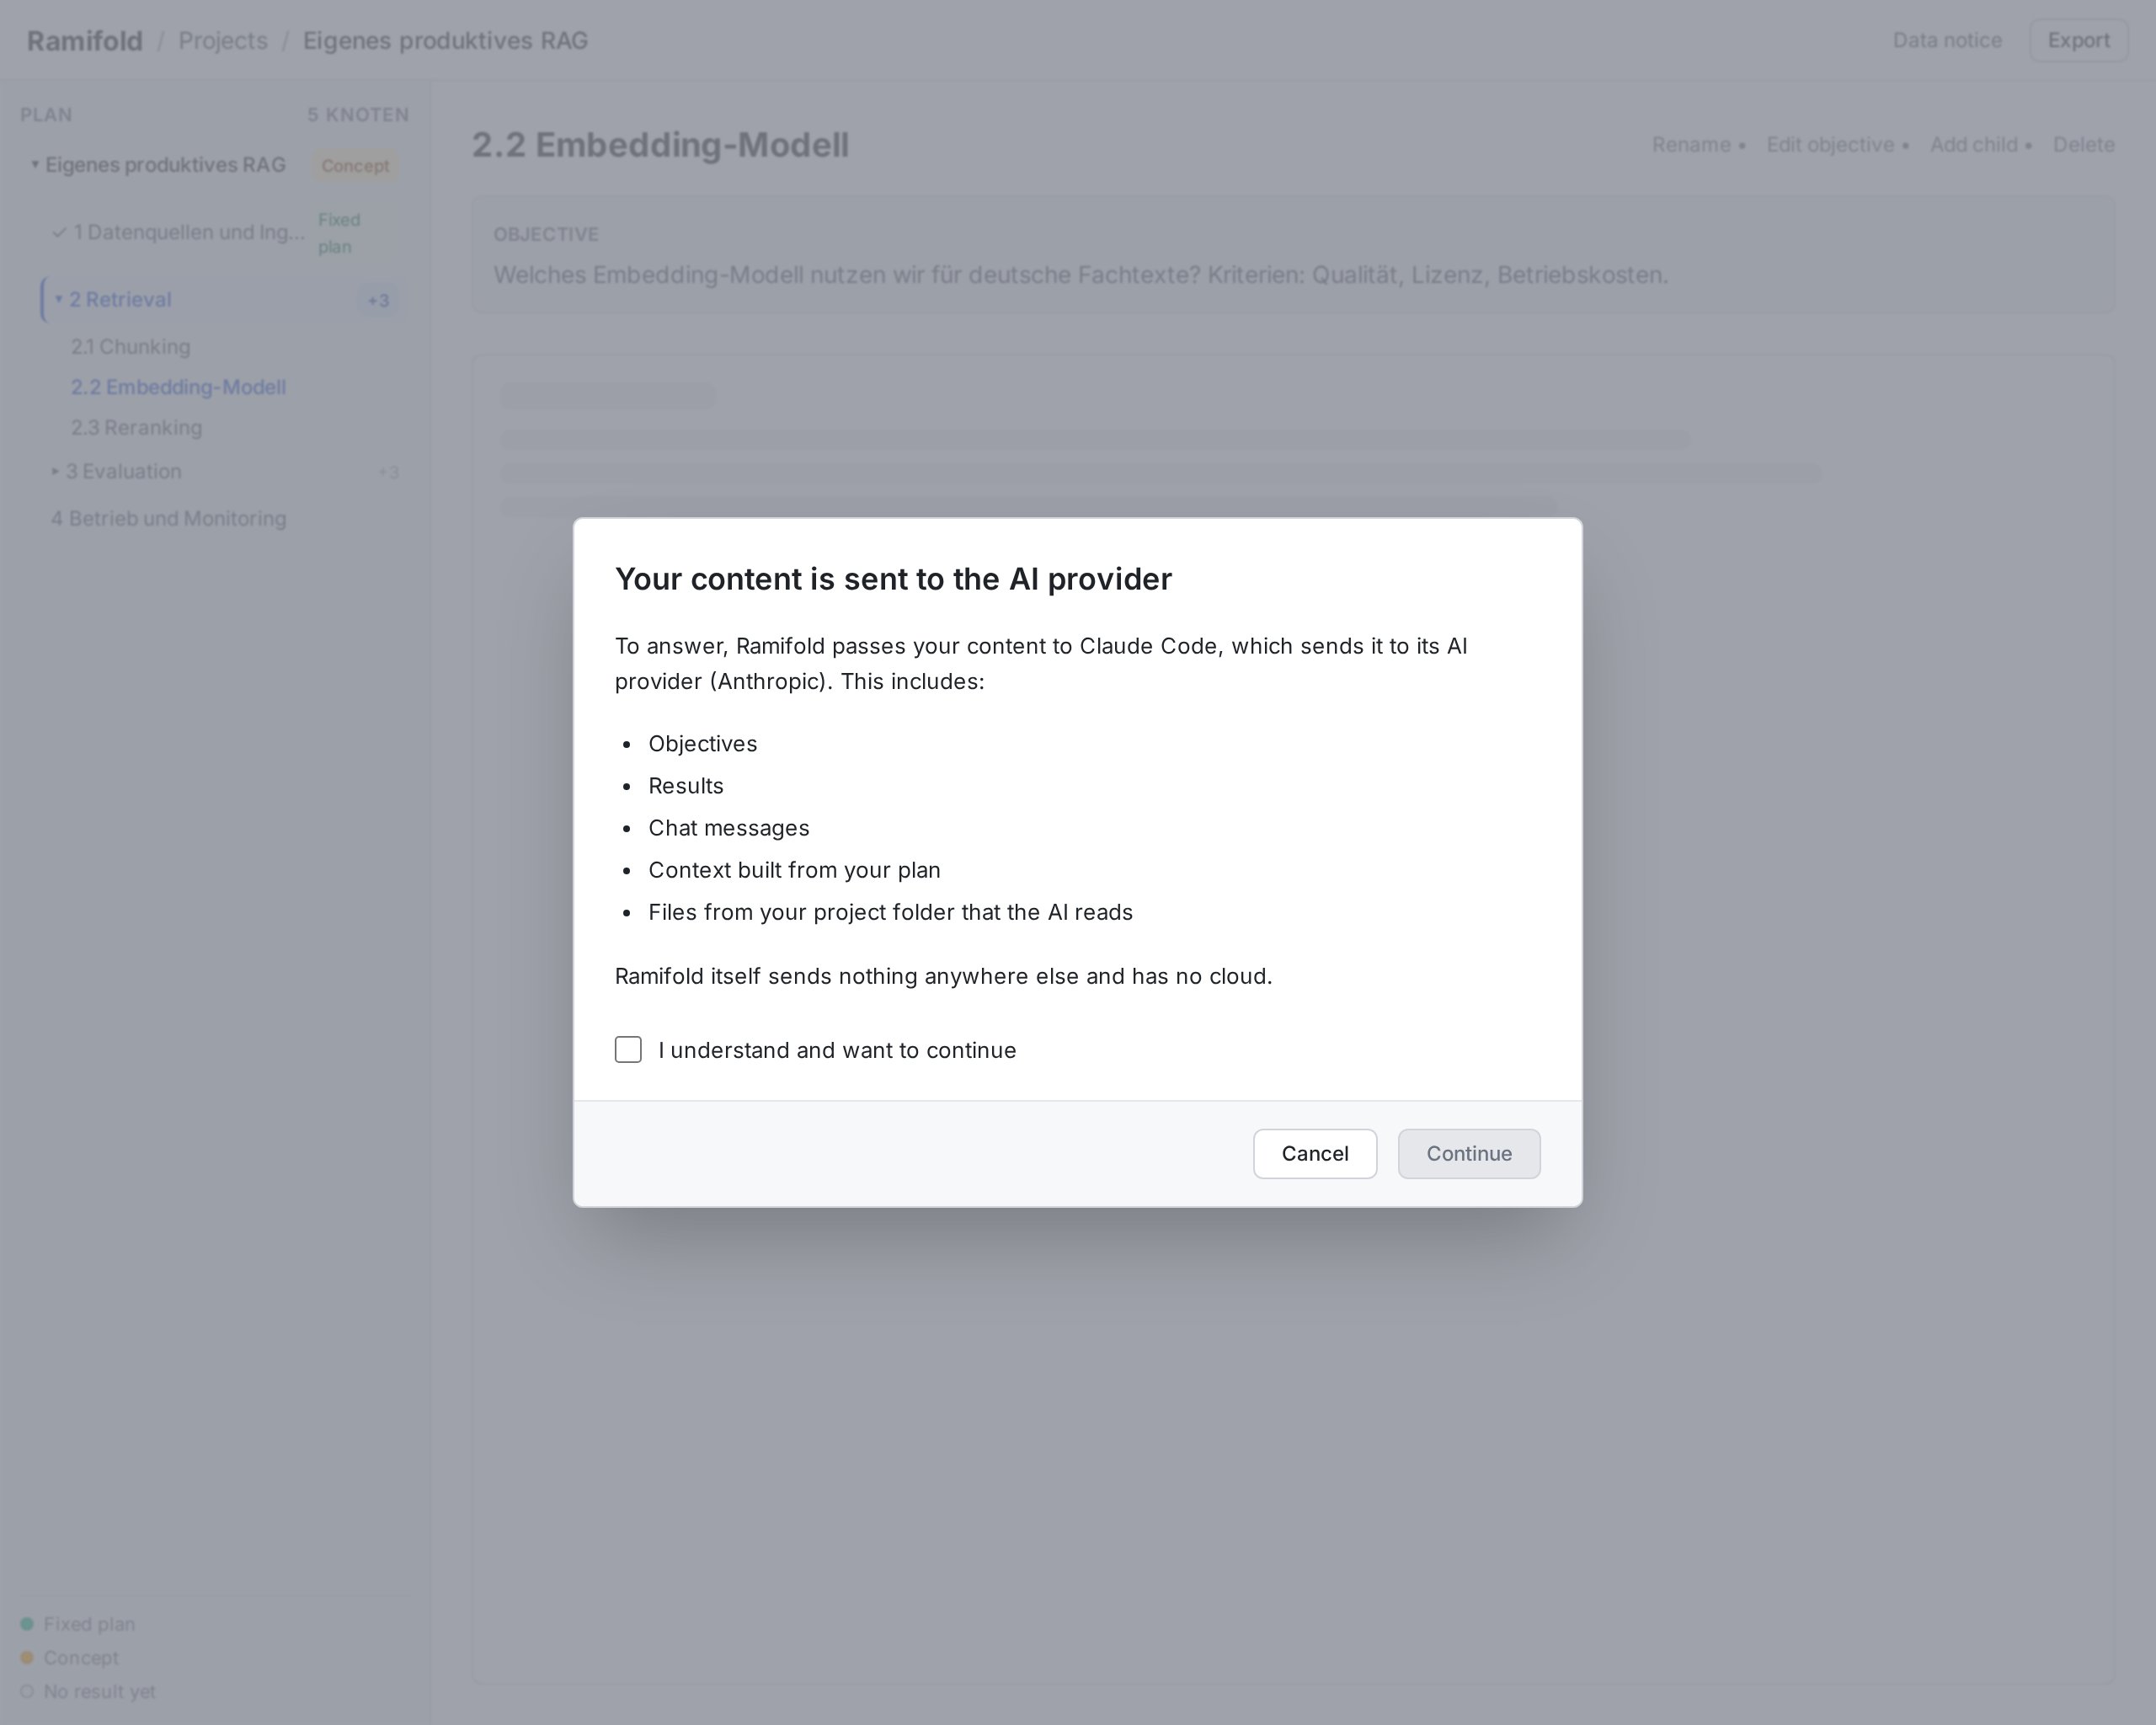 Ramifold / Projects / Eigenes produktives RAG
Data notice
Export
PLAN
5 KNOTEN
Eigenes produktives RAG
Concept
1 Datenquellen und Ing...
Fixed
plan
2 Retrieval
+3
2.1 Chunking
2.2 Embedding-Modell
2.3 Reranking
3 Evaluation
+3
4 Betrieb und Monitoring
Fixed plan
Concept
No result yet
2.2 Embedding-Modell
Rename • Edit objective • Add child • Delete
OBJECTIVE
Welches Embedding-Modell nutzen wir für deutsche Fachtexte? Kriterien: Qualität, Lizenz, Betriebskosten.
Your content is sent to the AI provider
To answer, Ramifold passes your content to Claude Code, which sends it to its AI
provider (Anthropic). This includes:
• Objectives
• Results
• Chat messages
• Context built from your plan
• Files from your project folder that the AI reads
Ramifold itself sends nothing anywhere else and has no cloud.
I understand and want to continue
Cancel
Continue